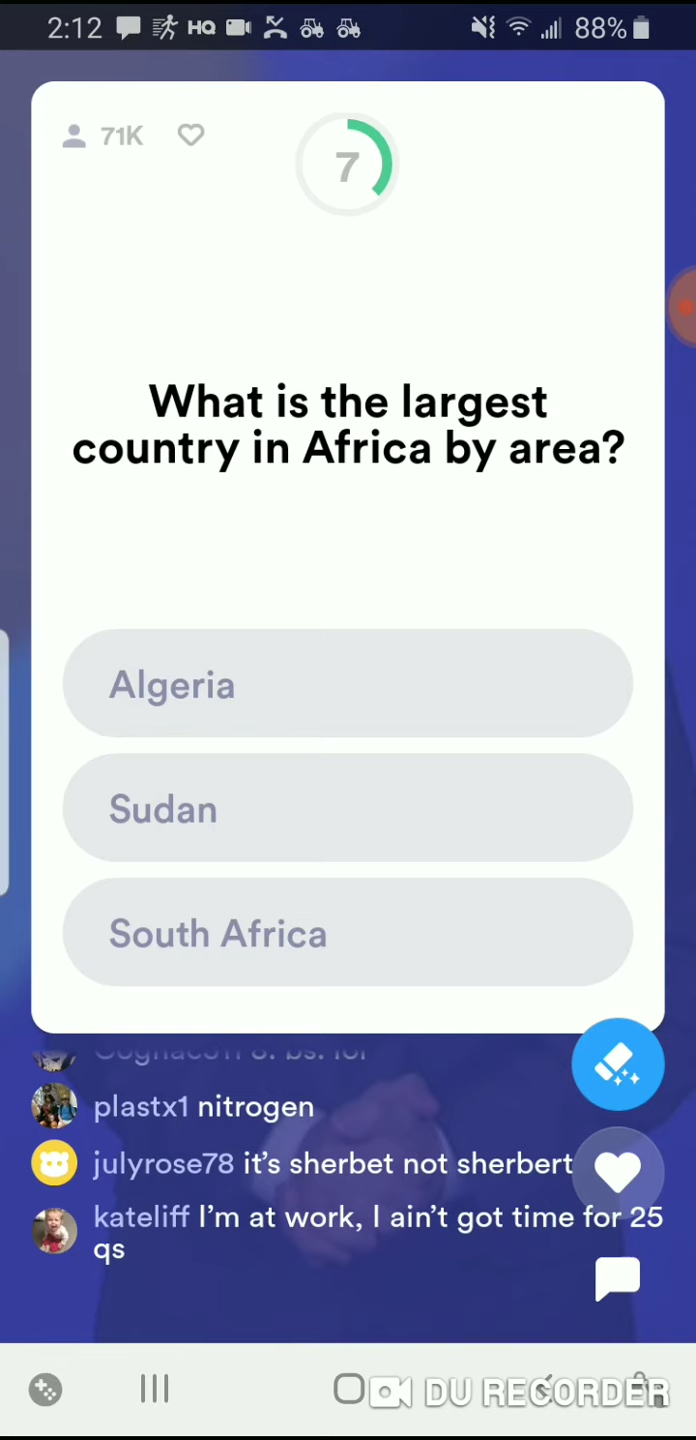 2:12 HQ 88%
71K
7
What is the largest
country in Africa by area?
Algeria
Sudan
South Africa
plastx1 nitrogen
julyrose78 it's sherbet not sherbert
kateliff I'm at work, I ain't got time for 25
qs
DU RECORDER